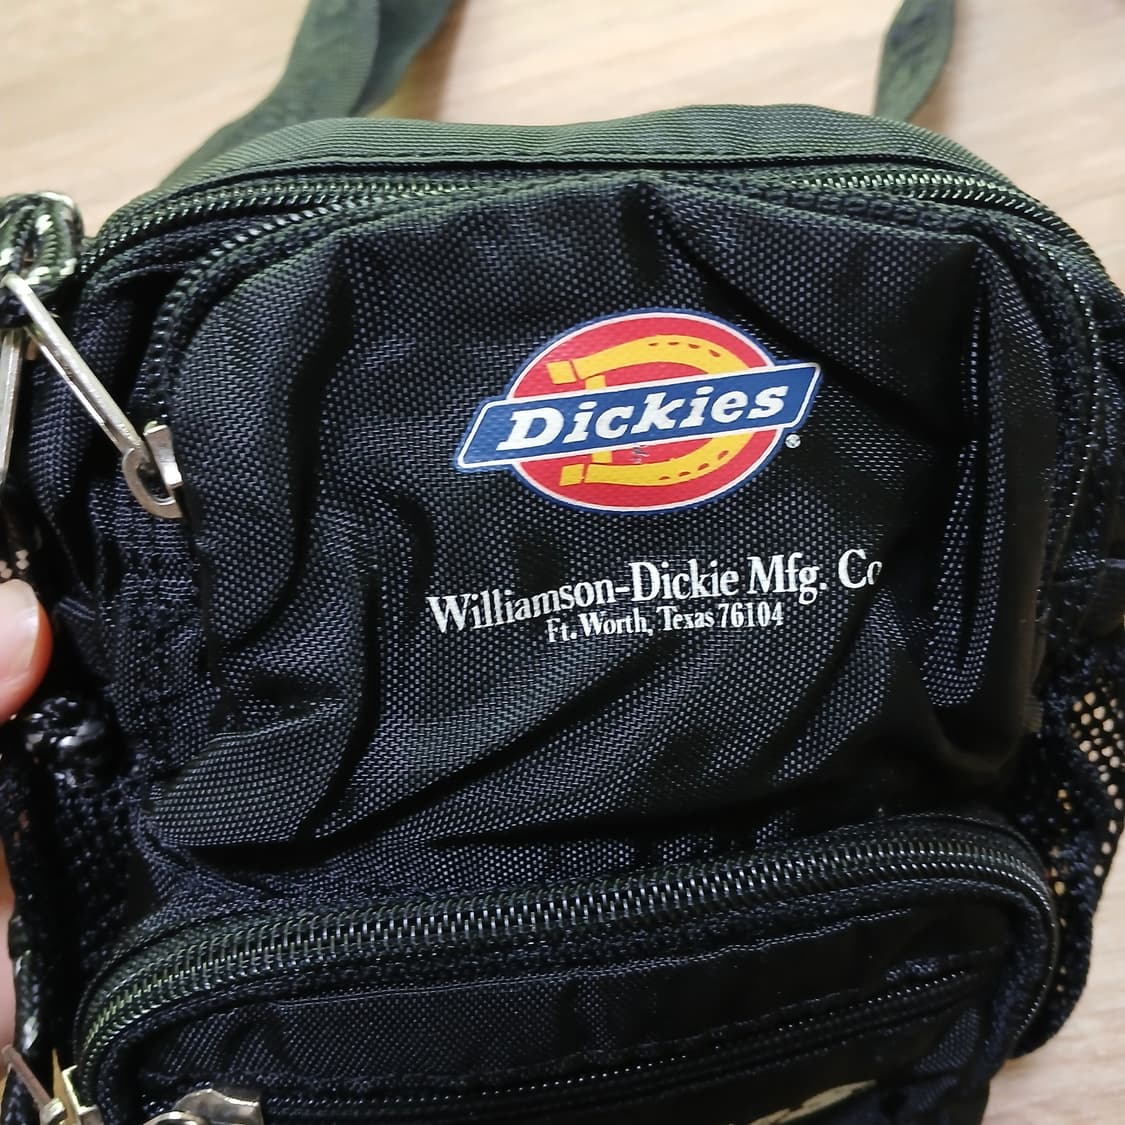 Dickies
®
Williamson-Dickie Mfg. Co
Ft. Worth, Texas 76104